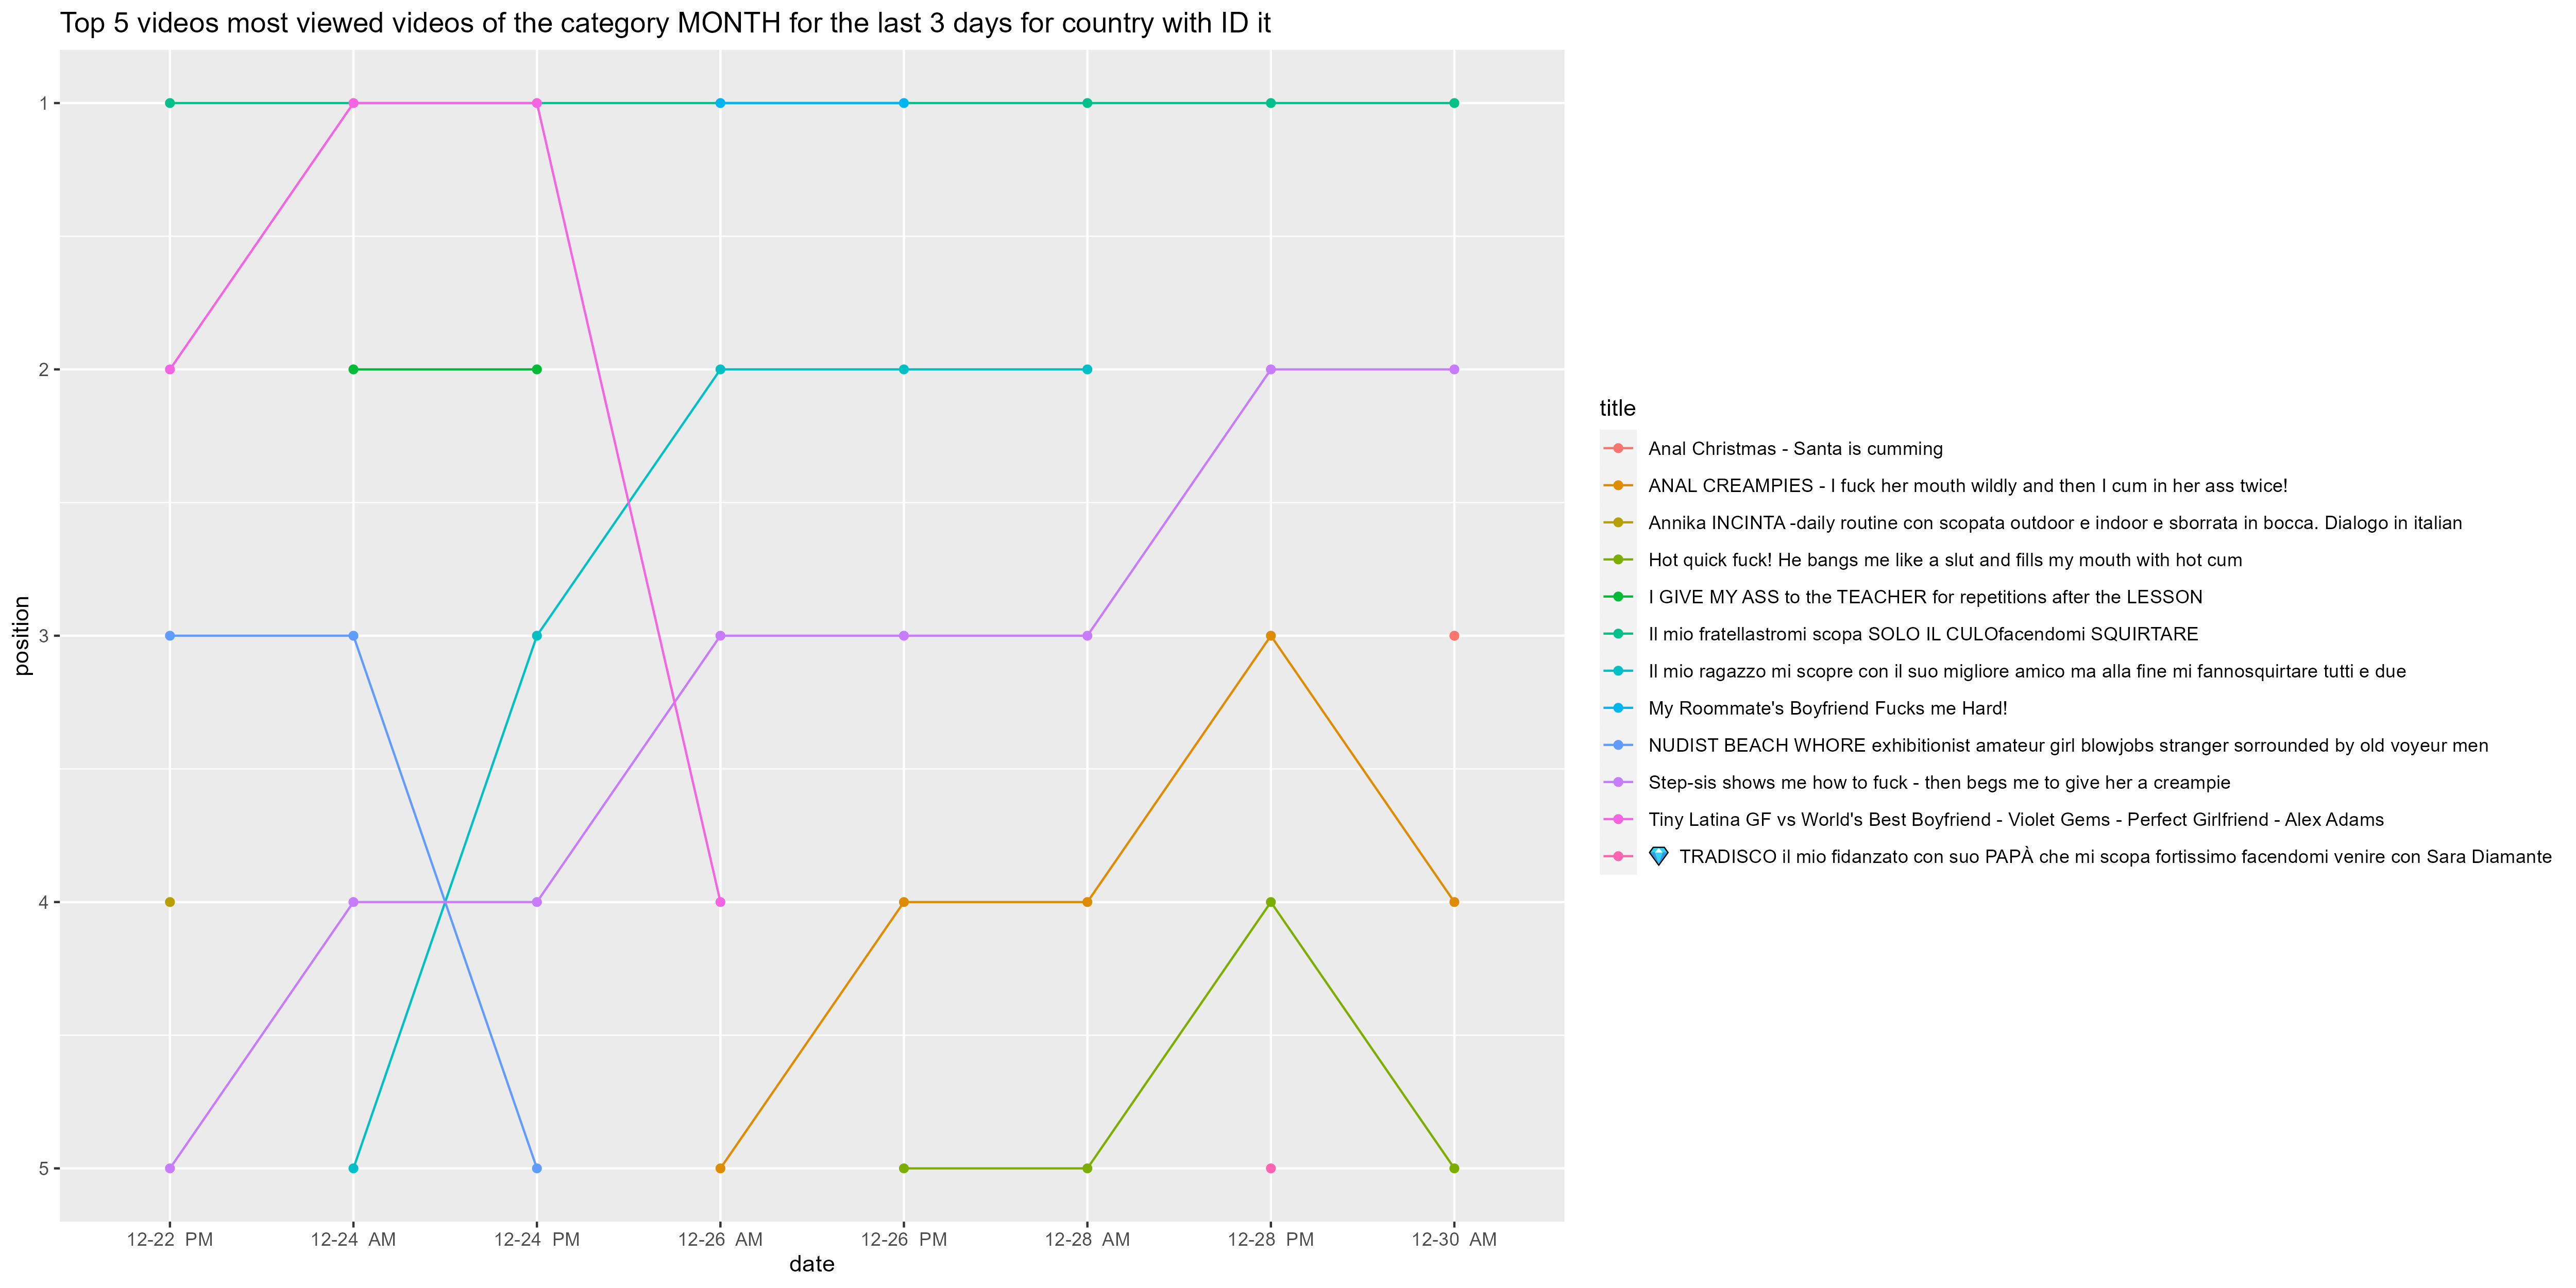 Top 5 videos most viewed videos of the category MONTH for the last 3 days for country with ID it
position
1
2
3
4
5
12-22 PM
12-24 AM
12-24 PM
12-26 AM
12-26 PM
12-28 AM
12-28 PM
12-30 AM
date
title
Anal Christmas - Santa is cumming
ANAL CREAMPIES - I fuck her mouth wildly and then I cum in her ass twice!
Annika INCINTA -daily routine con scopata outdoor e indoor e sborrata in bocca. Dialogo in italian
Hot quick fuck! He bangs me like a slut and fills my mouth with hot cum
I GIVE MY ASS to the TEACHER for repetitions after the LESSON
Il mio fratellastromi scopa SOLO IL CULOfacendomi SQUIRTARE
Il mio ragazzo mi scopre con il suo migliore amico ma alla fine mi fannosquirtare tutti e due
My Roommate's Boyfriend Fucks me Hard!
NUDIST BEACH WHORE exhibitionist amateur girl blowjobs stranger sorrounded by old voyeur men
Step-sis shows me how to fuck - then begs me to give her a creampie
Tiny Latina GF vs World's Best Boyfriend - Violet Gems - Perfect Girlfriend - Alex Adams
💎 TRADISCO il mio fidanzato con suo PAPÀ che mi scopa fortissimo facendomi venire con Sara Diamante